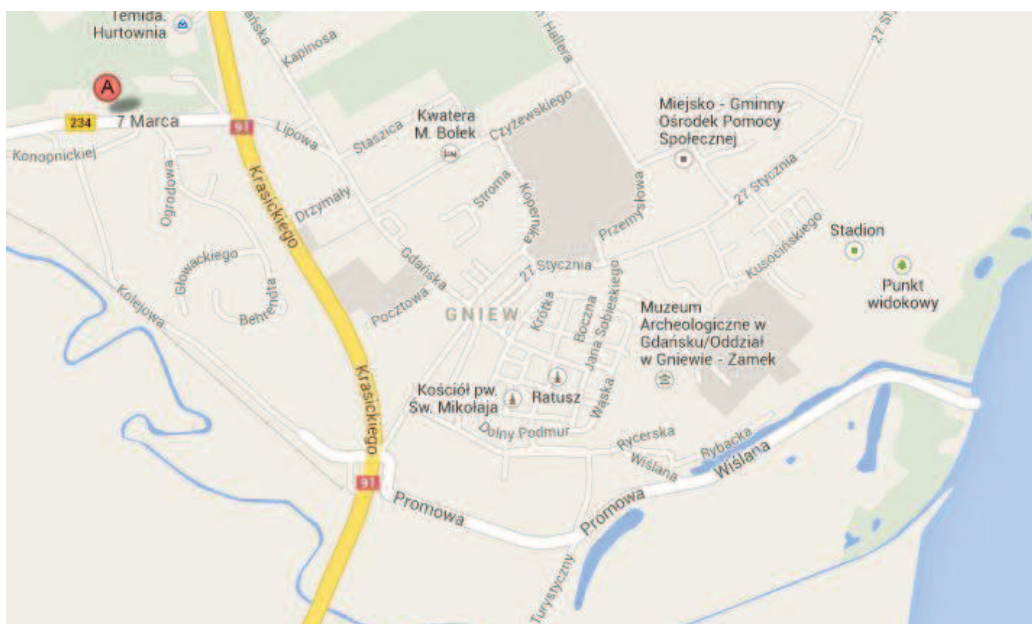 Temida.
Hurtownia
Kapinosa
Hallera
27 Sty
A
234
7 Marca
91
Lipowa
Staszica
Kwatera
M. Bolek
Czyżewskiego
Miejsko - Gminny
Ośrodek Pomocy
Społecznej
Konopnickiej
Ogrodowa
Krasickiego
Drzymały
Stroma
Kopernika
Przemysłowa
27 Stycznia
Kusocińskiego
Stadion
Punkt
widokowy
Głowackiego
Kolejowa
Behrendta
Gdańska
Pocztowa
27 Stycznia
GNIEW
Krótka
Boczna
Jana Sobieskiego
Muzeum
Archeologiczne w
Gdańsku/Oddział
w Gniewie - Zamek
Krasickiego
Kościół pw.
Św. Mikołaja
Ratusz
Wąska
Dolny Podmur
Rycerska
Wiślana
Rybacka
Wiślana
91
Promowa
Promowa
Turystyczny